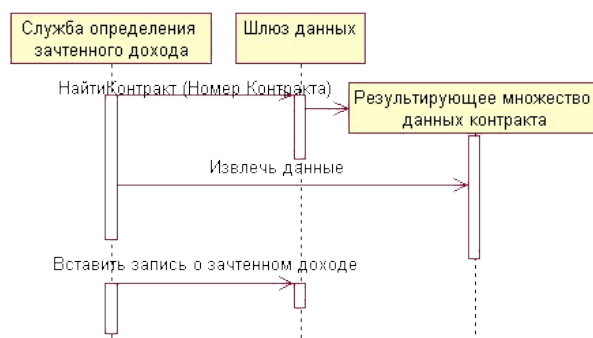 Служба определения
зачтенного дохода
Шлюз данных
НайтиКонтракт (Номер Контракта)
Результирующее множество
данных контракта
Извлечь данные
Вставить запись о зачтенном доходе